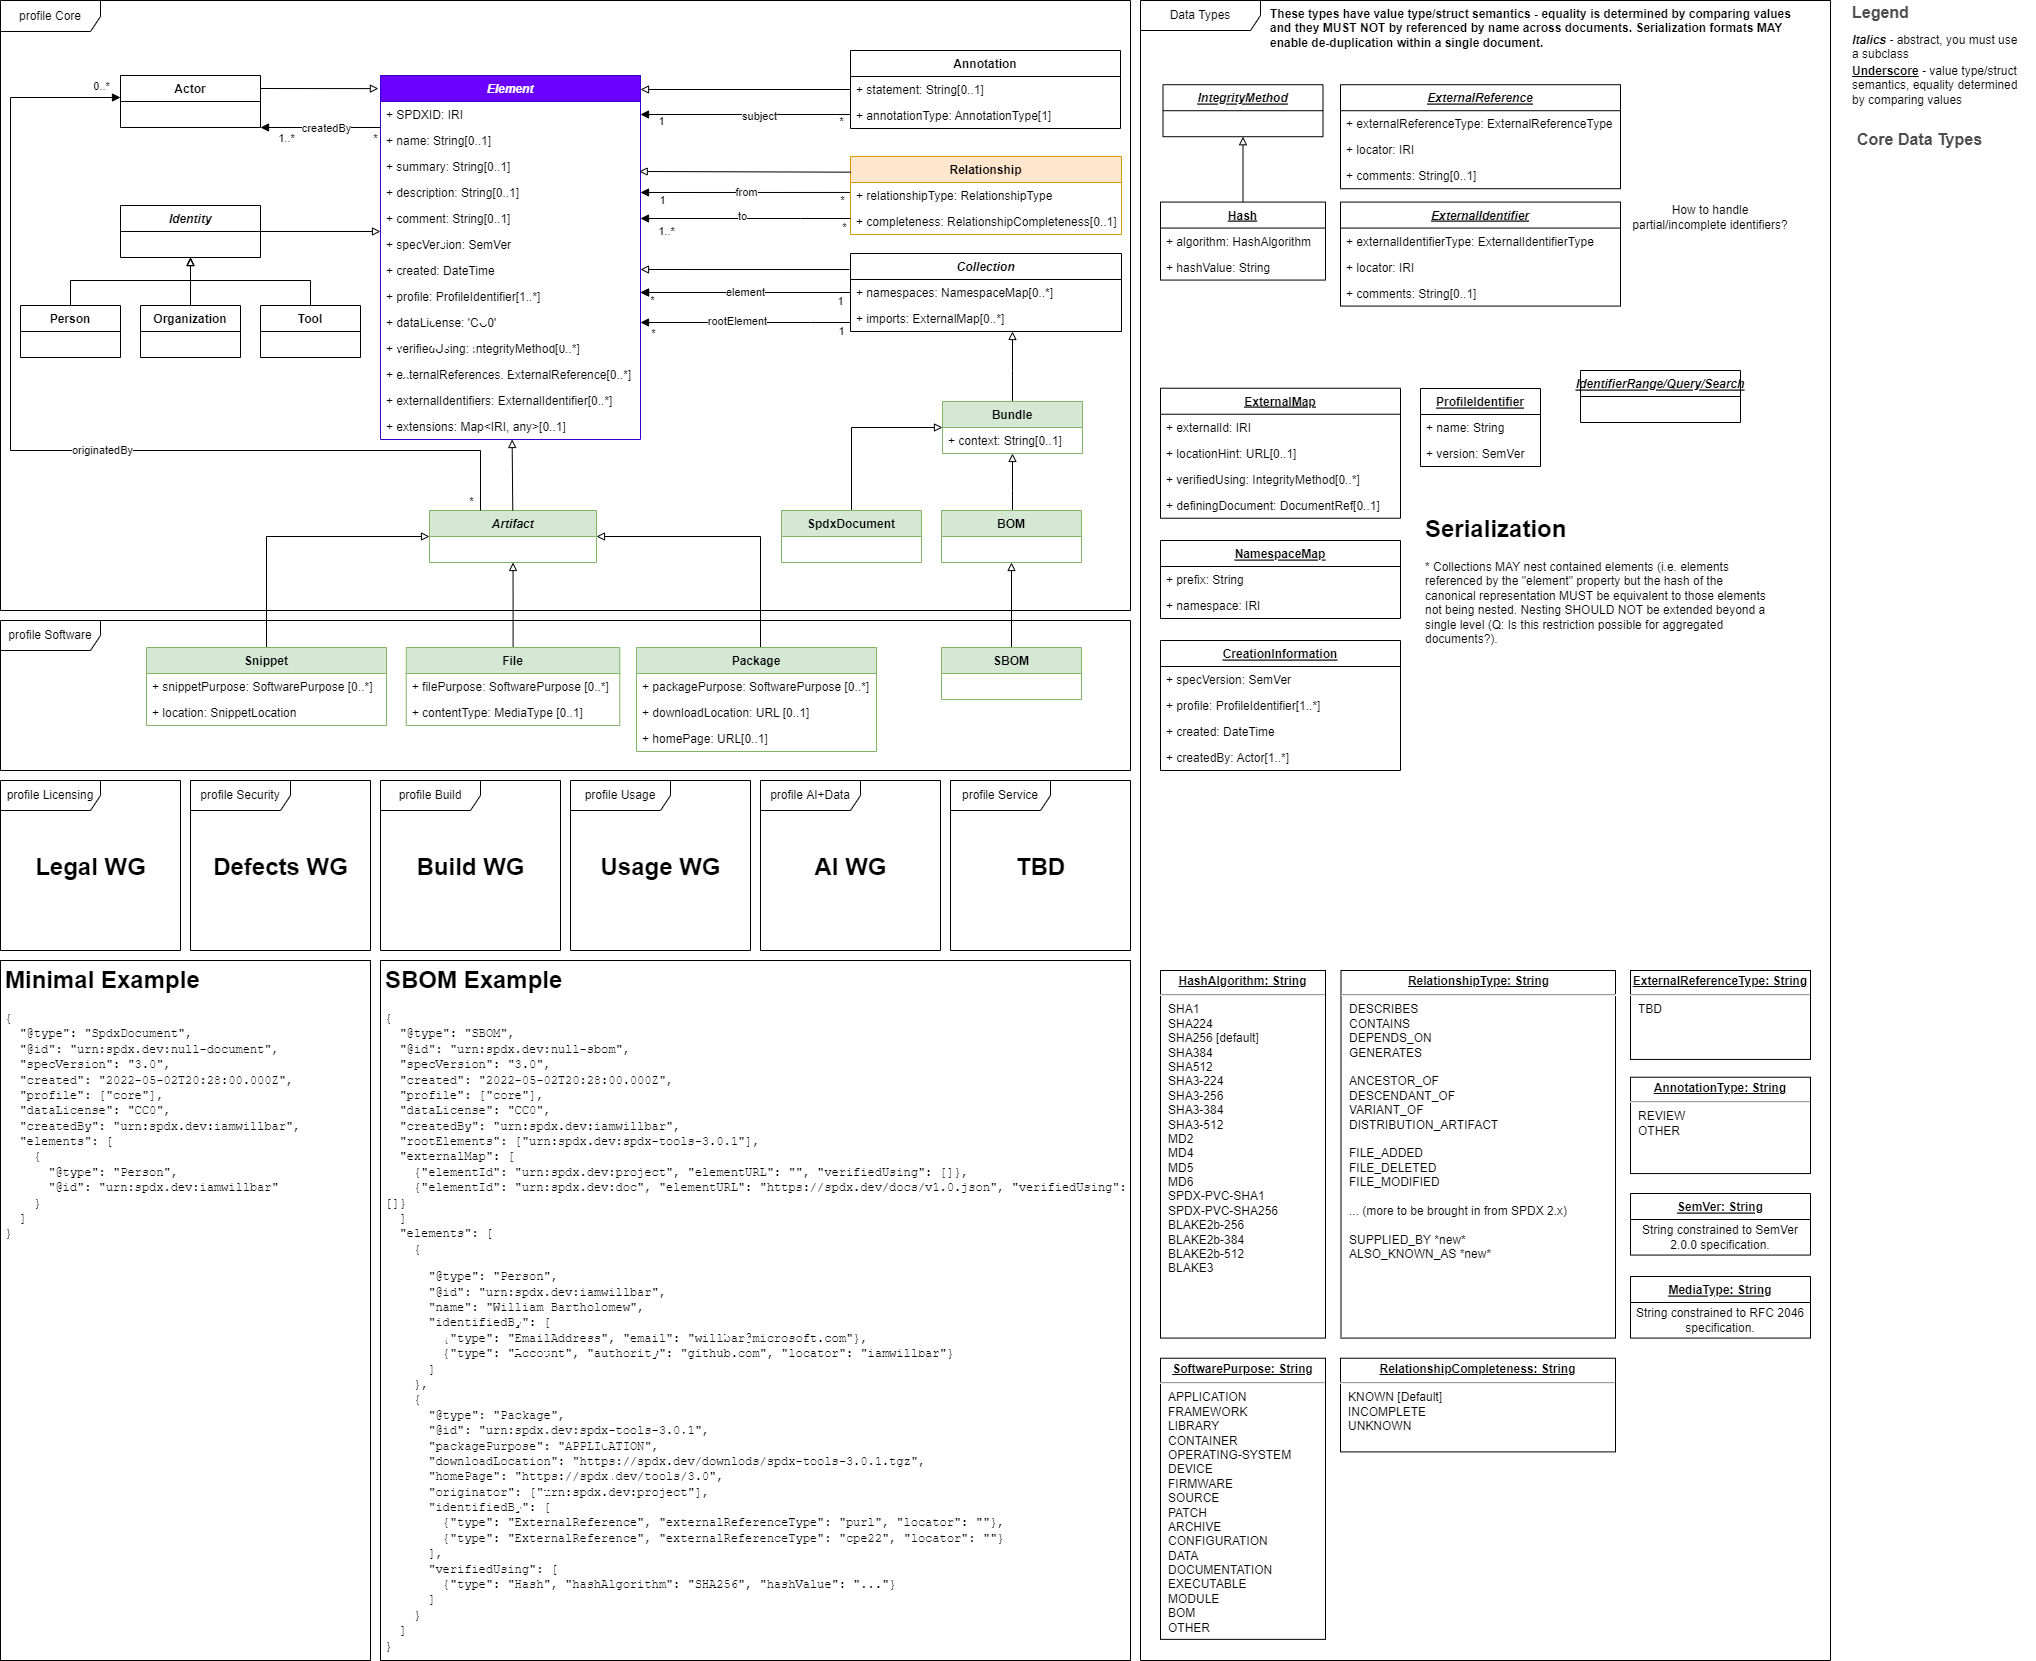 profile Core
Actor
0..*
createdBy
1..*
*
Identity
Person
Organization
Tool
originatedBy
*
Element
+ SPDXID: IRI
+ name: String[0..1]
+ summary: String[0..1]
+ description: String[0..1]
+ comment: String[0..1]
+ specVersion: SemVer
+ created: DateTime
+ profile: ProfileIdentifier[1..*]
+ dataLicense: 'CC0'
+ verifiedUsing: IntegrityMethod[0..*]
+ externalReferences: ExternalReference[0..*]
+ externalIdentifiers: ExternalIdentifier[0..*]
+ extensions: Map<IRI, any>[0..1]
Annotation
+ statement: String[0..1]
+ annotationType: AnnotationType[1]
1
subject
*
Relationship
+ relationshipType: RelationshipType
+ completeness: RelationshipCompleteness[0..1]
from
1
*
to
1..*
*
Collection
+ namespaces: NamespaceMap[0..*]
+ imports: ExternalMap[0..*]
element
*
1
rootElement
*
1
Bundle
+ context: String[0..1]
Artifact
SpdxDocument
BOM
profile Software
Snippet
+ snippetPurpose: SoftwarePurpose [0..*]
+ location: SnippetLocation
File
+ filePurpose: SoftwarePurpose [0..*]
+ contentType: MediaType [0..1]
Package
+ packagePurpose: SoftwarePurpose [0..*]
+ downloadLocation: URL [0..1]
+ homePage: URL[0..1]
SBOM
profile Licensing
Legal WG
profile Security
Defects WG
profile Build
Build WG
profile Usage
Usage WG
profile AI+Data
AI WG
profile Service
TBD
Minimal Example
{
"@type": "SpdxDocument",
"@id": "urn:spdx.dev:null-document",
"specVersion": "3.0",
"created": "2022-05-02T20:28:00.000Z",
"profile": ["core"],
"dataLicense": "CC0",
"createdBy": "urn:spdx.dev:iamwillbar",
"elements": [
{
"@type": "Person",
"@id": "urn:spdx.dev:iamwillbar"
}
]
}
SBOM Example
{
"@type": "SBOM",
"@id": "urn:spdx.dev:null-sbom",
"specVersion": "3.0",
"created": "2022-05-02T20:28:00.000Z",
"profile": ["core"],
"dataLicense": "CC0",
"createdBy": "urn:spdx.dev:iamwillbar",
"rootElements": ["urn:spdx.dev:spdx-tools-3.0.1"],
"externalMap": [
{"elementId": "urn:spdx.dev:project", "elementURL": "", "verifiedUsing": []},
{"elementId": "urn:spdx.dev:doc", "elementURL": "https://spdx.dev/docs/v1.0.json", "verifiedUsing":
[]}
]
"elements": [
{
"@type": "Person",
"@id": "urn:spdx.dev:iamwillbar",
"name": "William Bartholomew",
"identifiedBy": [
{"type": "EmailAddress", "email": "willbar@microsoft.com"},
{"type": "Account", "authority": "github.com", "locator": "iamwillbar"}
]
},
{
"@type": "Package",
"@id": "urn:spdx.dev:spdx-tools-3.0.1",
"packagePurpose": "APPLICATION",
"downloadLocation": "https://spdx.dev/downlods/spdx-tools-3.0.1.tgz",
"homePage": "https://spdx.dev/tools/3.0",
"originator": ["urn:spdx.dev:project"],
"identifiedBy": [
{"type": "ExternalReference", "externalReferenceType": "purl", "locator": ""},
{"type": "ExternalReference", "externalReferenceType": "cpe22", "locator": ""}
],
"verifiedUsing": [
{"type": "Hash", "hashAlgorithm": "SHA256", "hashValue": "..."}
]
}
]
}
Data Types
These types have value type/struct semantics - equality is determined by comparing values
and they MUST NOT by referenced by name across documents. Serialization formats MAY
enable de-duplication within a single document.
IntegrityMethod
Hash
+ algorithm: HashAlgorithm
+ hashValue: String
ExternalReference
+ externalReferenceType: ExternalReferenceType
+ locator: IRI
+ comments: String[0..1]
ExternalIdentifier
+ externalIdentifierType: ExternalIdentifierType
+ locator: IRI
+ comments: String[0..1]
How to handle
partial/incomplete identifiers?
ExternalMap
+ externalId: IRI
+ locationHint: URL[0..1]
+ verifiedUsing: IntegrityMethod[0..*]
+ definingDocument: DocumentRef[0..1]
ProfileIdentifier
+ name: String
+ version: SemVer
IdentifierRange/Query/Search
NamespaceMap
+ prefix: String
+ namespace: IRI
CreationInformation
+ specVersion: SemVer
+ profile: ProfileIdentifier[1..*]
+ created: DateTime
+ createdBy: Actor[1..*]
Serialization
* Collections MAY nest contained elements (i.e. elements
referenced by the "element" property but the hash of the
canonical representation MUST be equivalent to those elements
not being nested. Nesting SHOULD NOT be extended beyond a
single level (Q: Is this restriction possible for aggregated
documents?).
HashAlgorithm: String
SHA1
SHA224
SHA256 [default]
SHA384
SHA512
SHA3-224
SHA3-256
SHA3-384
SHA3-512
MD2
MD4
MD5
MD6
SPDX-PVC-SHA1
SPDX-PVC-SHA256
BLAKE2b-256
BLAKE2b-384
BLAKE2b-512
BLAKE3
RelationshipType: String
DESCRIBES
CONTAINS
DEPENDS_ON
GENERATES
ANCESTOR_OF
DESCENDANT_OF
VARIANT_OF
DISTRIBUTION_ARTIFACT
FILE_ADDED
FILE_DELETED
FILE_MODIFIED
... (more to be brought in from SPDX 2.x)
SUPPLIED_BY *new*
ALSO_KNOWN_AS *new*
ExternalReferenceType: String
TBD
AnnotationType: String
REVIEW
OTHER
SemVer: String
String constrained to SemVer
2.0.0 specification.
MediaType: String
String constrained to RFC 2046
specification.
SoftwarePurpose: String
APPLICATION
FRAMEWORK
LIBRARY
CONTAINER
OPERATING-SYSTEM
DEVICE
FIRMWARE
SOURCE
PATCH
ARCHIVE
CONFIGURATION
DATA
DOCUMENTATION
EXECUTABLE
MODULE
BOM
OTHER
RelationshipCompleteness: String
KNOWN [Default]
INCOMPLETE
UNKNOWN
Legend
Italics - abstract, you must use
a subclass
Underscore - value type/struct
semantics, equality determined
by comparing values
Core Data Types